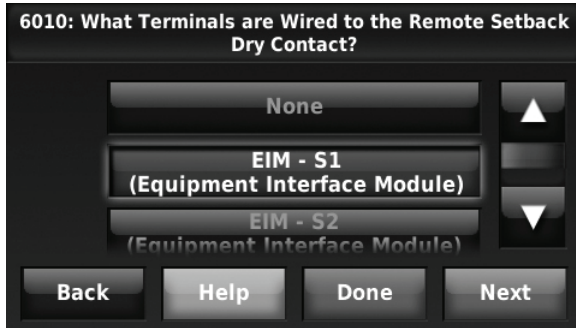 6010: What Terminals are Wired to the Remote Setback
Dry Contact?
None
EIM - S1
(Equipment Interface Module)
EIM - S2
(Equipment Interface Module)
Back
Help
Done
Next